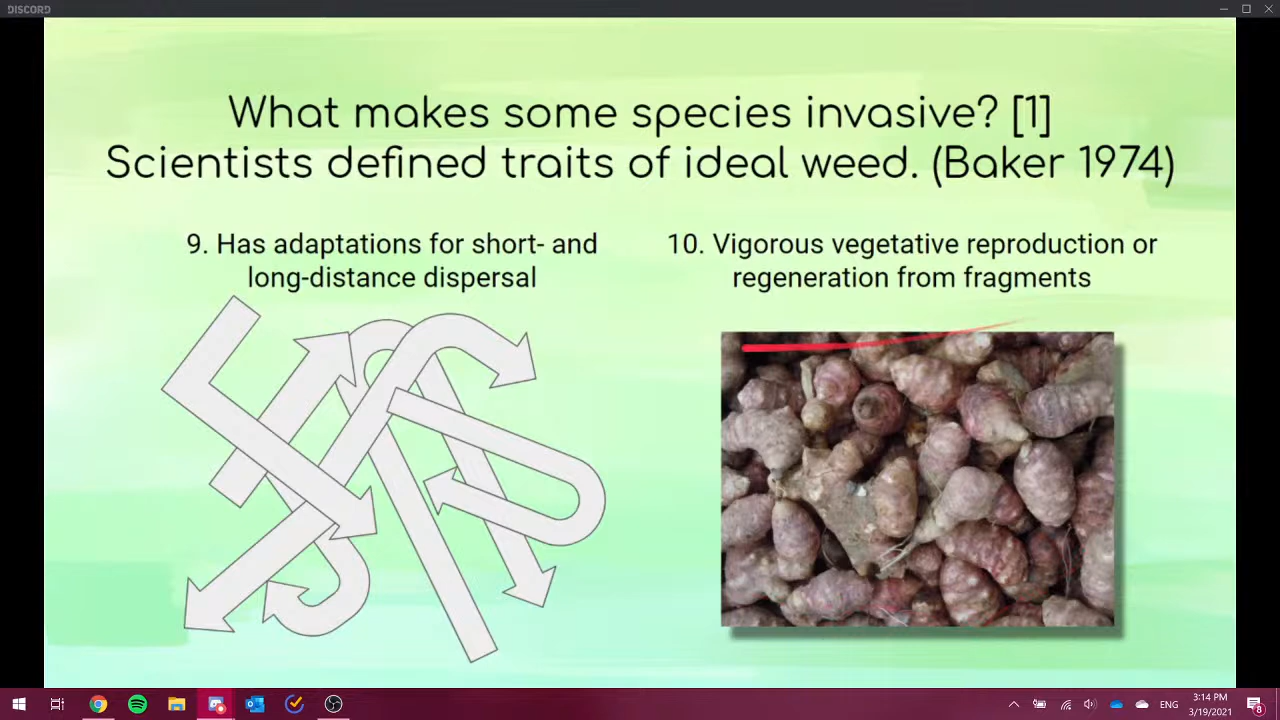 DISCORD
What makes some species invasive? [1]
Scientists defined traits of ideal weed. (Baker 1974)
9. Has adaptations for short- and
long-distance dispersal
10. Vigorous vegetative reproduction or
regeneration from fragments
ENG
3:14 PM
3/19/2021
8